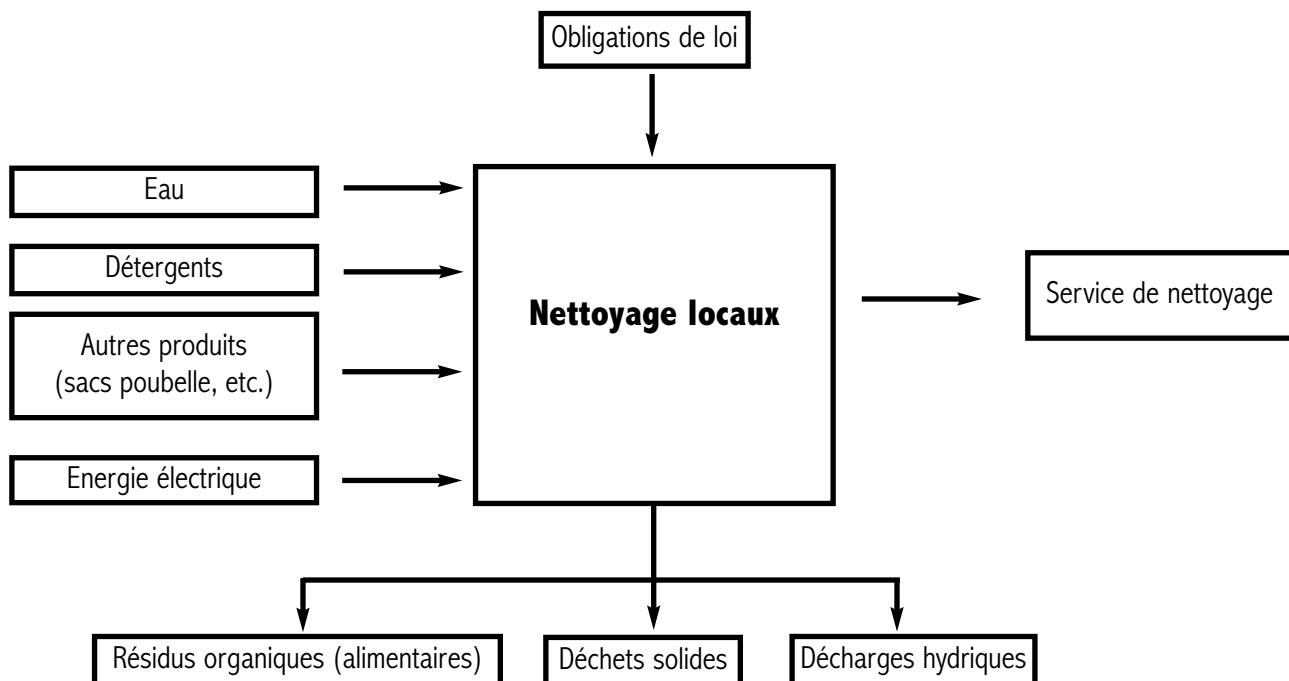 Obligations de loi
Eau
Détergents
Autres produits
(sacs poubelle, etc.)
Energie électrique
Nettoyage locaux
Service de nettoyage
Résidus organiques (alimentaires)
Déchets solides
Décharges hydriques